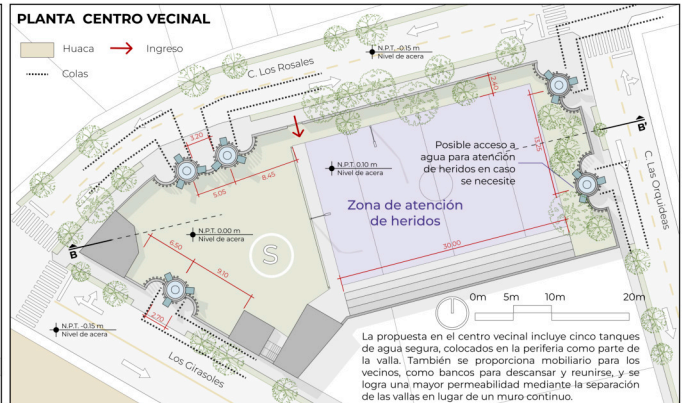 PLANTA CENTRO VECINAL
Huaca
Ingreso
Colas
C. Los Rosales
N.P.T. -0.15 m
Nivel de acera
2.40
3.20
5.05
8.45
N.P.T. 0.10 m
Nivel de acera
13.25
Posible acceso a
agua para atención
de heridos en caso
se necesite
B'
C. Las Orquideas
Zona de atención
de heridos
N.P.T. 0.00 m
Nivel de acera
S
B
6.50
9.10
30.00
2.70
N.P.T. -0.15 m
Nivel de acera
Los Girasoles
0m 5m 10m 20m
La propuesta en el centro vecinal incluye cinco tanques
de agua segura, colocados en la periferia como parte de
la valla. También se proporciona mobiliario para los
vecinos, como bancos para descansar y reunirse, y se
logra una mayor permeabilidad mediante la separación
de las vallas en lugar de un muro continuo.